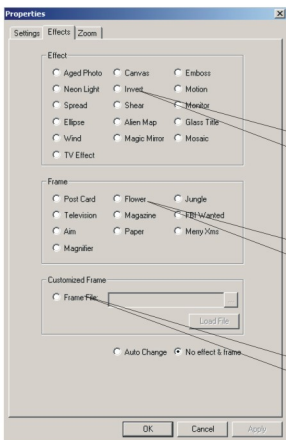 Properties
Settings Effects Zoom
Effect
Aged Photo Canvas Emboss
Neon Light Invert Motion
Spread Shear Monitor
Ellipse Alien Map Glass Title
Wind Magic Mirror Mosaic
TV Effect
Frame
Post Card Flower Jungle
Television Magazine FBI Wanted
Aim Paper Merry Xms
Magnifier
Customized Frame
Frame File: ...
Load File
Auto Change No effect & frame
OK Cancel Apply